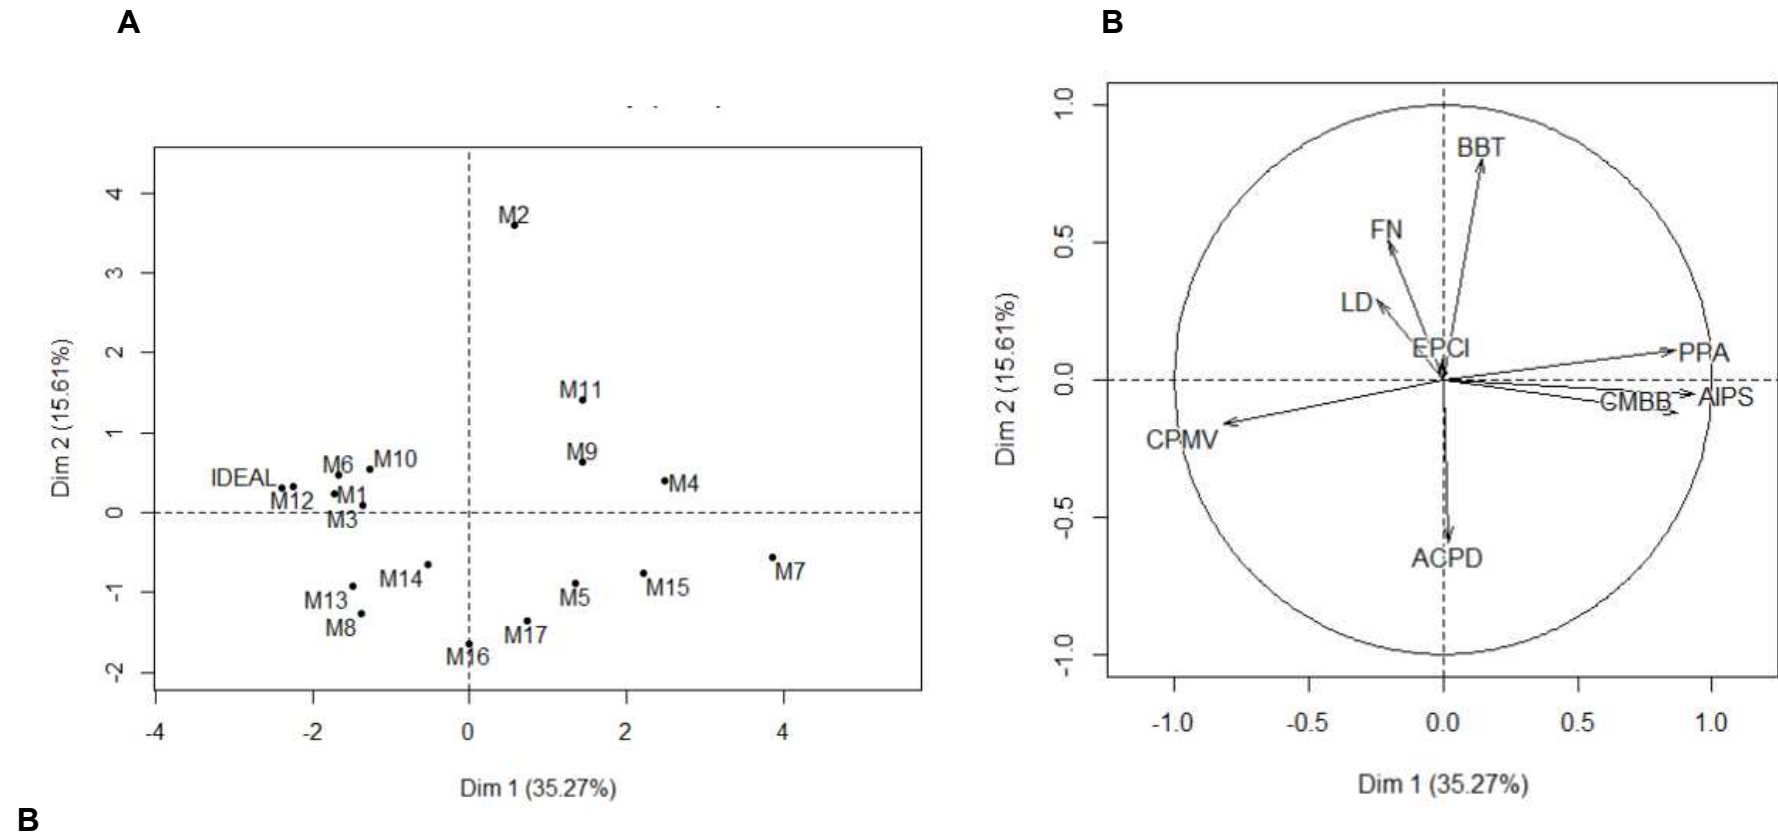 A
B
4
3
2
1
0
-1
-2
Dim 2 (15.61%)
M2
M11
M9
M10
M6
IDEAL
M12
M1
M3
M4
M14
M13
M8
M7
M15
M5
M17
M16
-4
-2
0
2
4
Dim 1 (35.27%)
1.0
0.5
0.0
-0.5
-1.0
Dim 2 (15.61%)
BBT
FN
LD
EPCI
PPA
AIPS
CMBB
CPMV
ACPD
-1.0
-0.5
0.0
0.5
1.0
Dim 1 (35.27%)
B